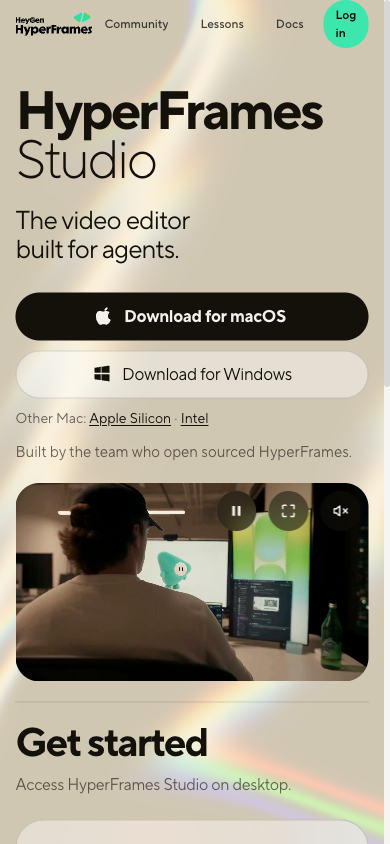 HeyGen
HyperFrames
Community
Lessons
Docs
Log
in
HyperFrames
Studio
The video editor
built for agents.
Download for macOS
Download for Windows
Other Mac: Apple Silicon · Intel
Built by the team who open sourced HyperFrames.
Get started
Access HyperFrames Studio on desktop.